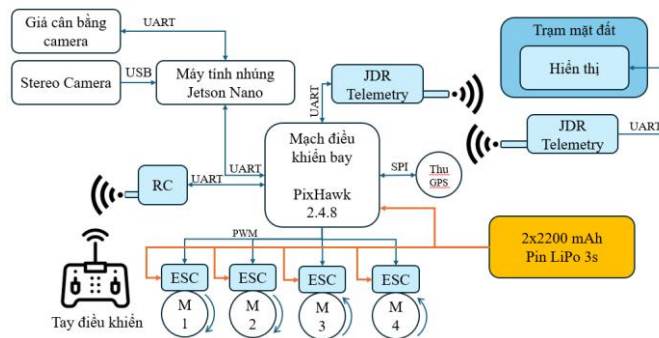 Giá cân bằng
camera
UART
Stereo Camera
USB
Máy tính nhúng
Jetson Nano
UART
JDR
Telemetry
Trạm mặt đất
Hiển thị
JDR
Telemetry
UART
Mạch điều
khiển bay
PixHawk
2.4.8
UART
SPI
Thu
GPS
RC
UART
PWM
2x2200 mAh
Pin LiPo 3s
ESC
ESC
ESC
ESC
M
1
M
2
M
3
M
4
Tay điều khiển